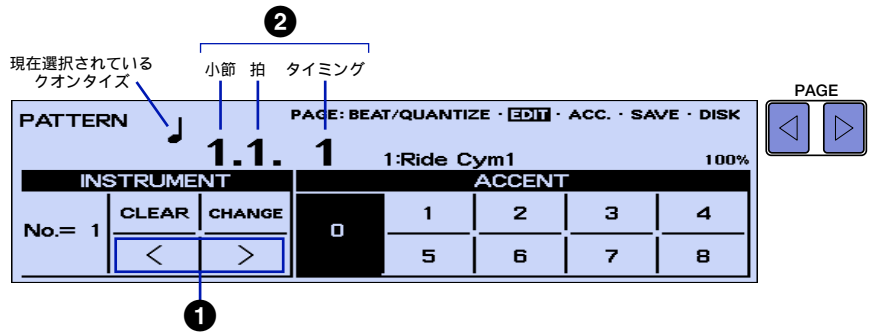 ❷
現在選択されている
クオンタイズ
小節 拍 タイミング
PAGE
PATTERN
PAGE: BEAT/QUANTIZE · EDIT · ACC. · SAVE · DISK
1.1. 1 1:Ride Cym1 100%
INSTRUMENT ACCENT
No.= 1 CLEAR CHANGE 0 1 2 3 4
< > 5 6 7 8
❶